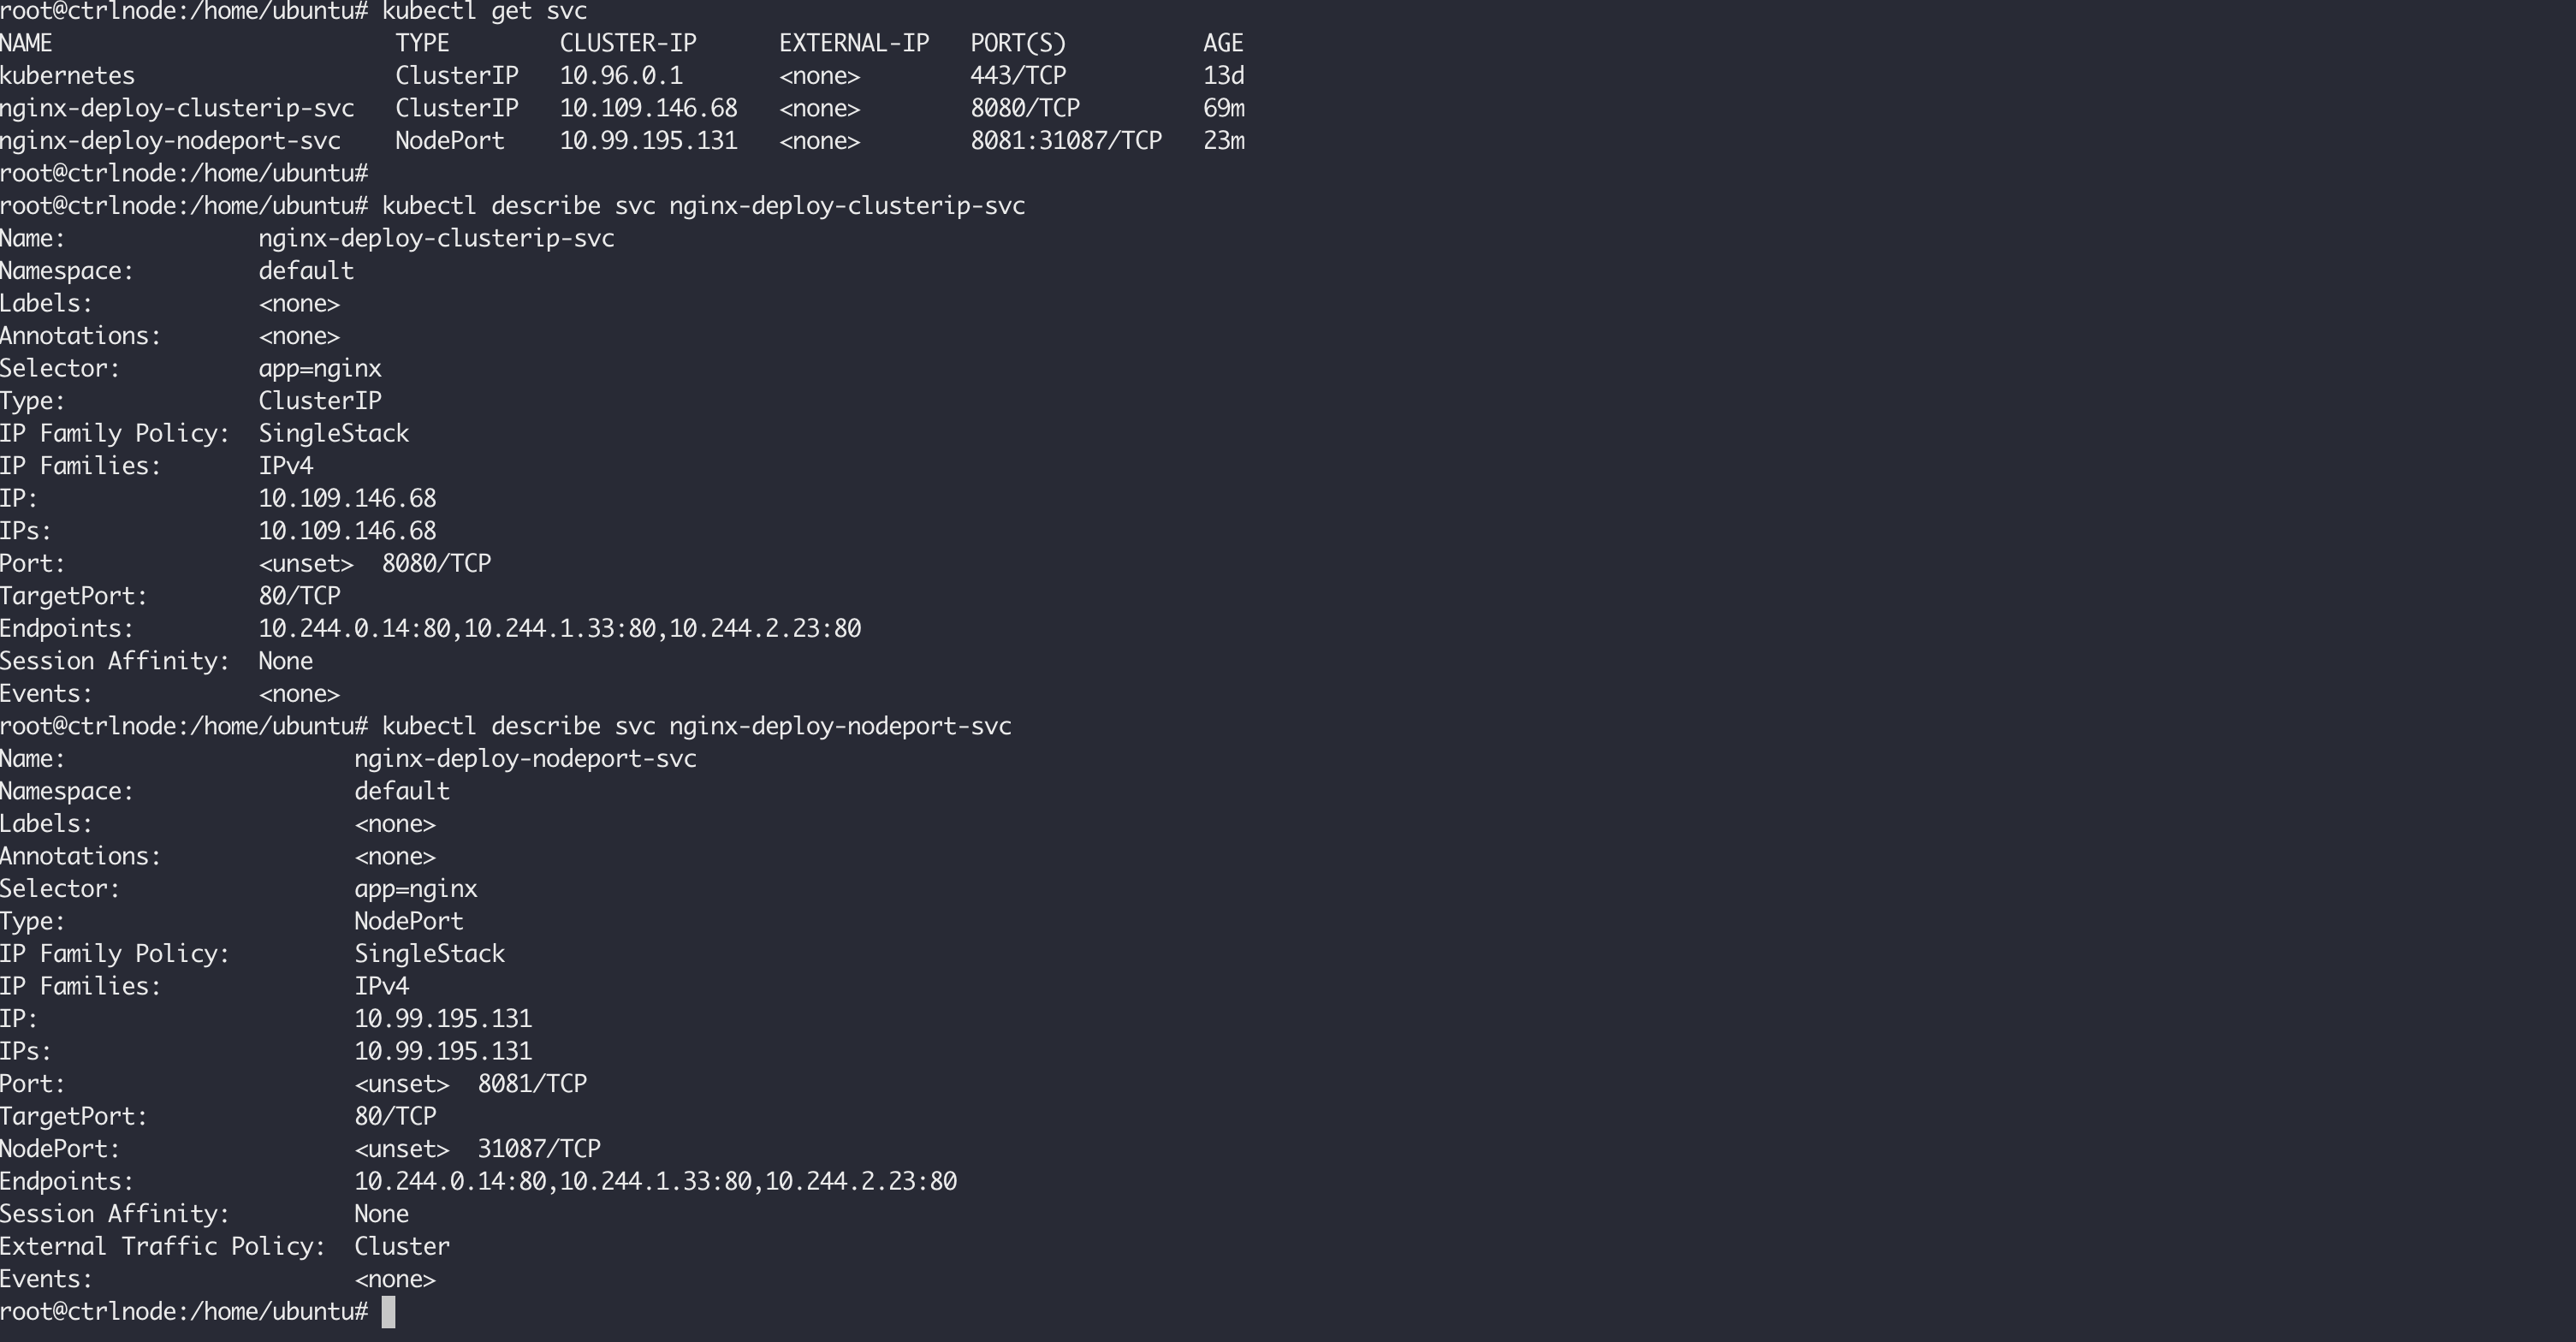 root@ctrlnode:/home/ubuntu# kubectl get svc
NAME                         TYPE        CLUSTER-IP      EXTERNAL-IP   PORT(S)          AGE
kubernetes                   ClusterIP   10.96.0.1       <none>        443/TCP          13d
nginx-deploy-clusterip-svc   ClusterIP   10.109.146.68   <none>        8080/TCP         69m
nginx-deploy-nodeport-svc    NodePort    10.99.195.131   <none>        8081:31087/TCP   23m
root@ctrlnode:/home/ubuntu#
root@ctrlnode:/home/ubuntu# kubectl describe svc nginx-deploy-clusterip-svc
Name:              nginx-deploy-clusterip-svc
Namespace:         default
Labels:            <none>
Annotations:       <none>
Selector:          app=nginx
Type:              ClusterIP
IP Family Policy:  SingleStack
IP Families:       IPv4
IP:                10.109.146.68
IPs:               10.109.146.68
Port:              <unset>  8080/TCP
TargetPort:        80/TCP
Endpoints:         10.244.0.14:80,10.244.1.33:80,10.244.2.23:80
Session Affinity:  None
Events:            <none>
root@ctrlnode:/home/ubuntu# kubectl describe svc nginx-deploy-nodeport-svc
Name:                     nginx-deploy-nodeport-svc
Namespace:                default
Labels:                   <none>
Annotations:              <none>
Selector:                 app=nginx
Type:                     NodePort
IP Family Policy:         SingleStack
IP Families:              IPv4
IP:                       10.99.195.131
IPs:                      10.99.195.131
Port:                     <unset>  8081/TCP
TargetPort:               80/TCP
NodePort:                 <unset>  31087/TCP
Endpoints:                10.244.0.14:80,10.244.1.33:80,10.244.2.23:80
Session Affinity:         None
External Traffic Policy:  Cluster
Events:                   <none>
root@ctrlnode:/home/ubuntu#